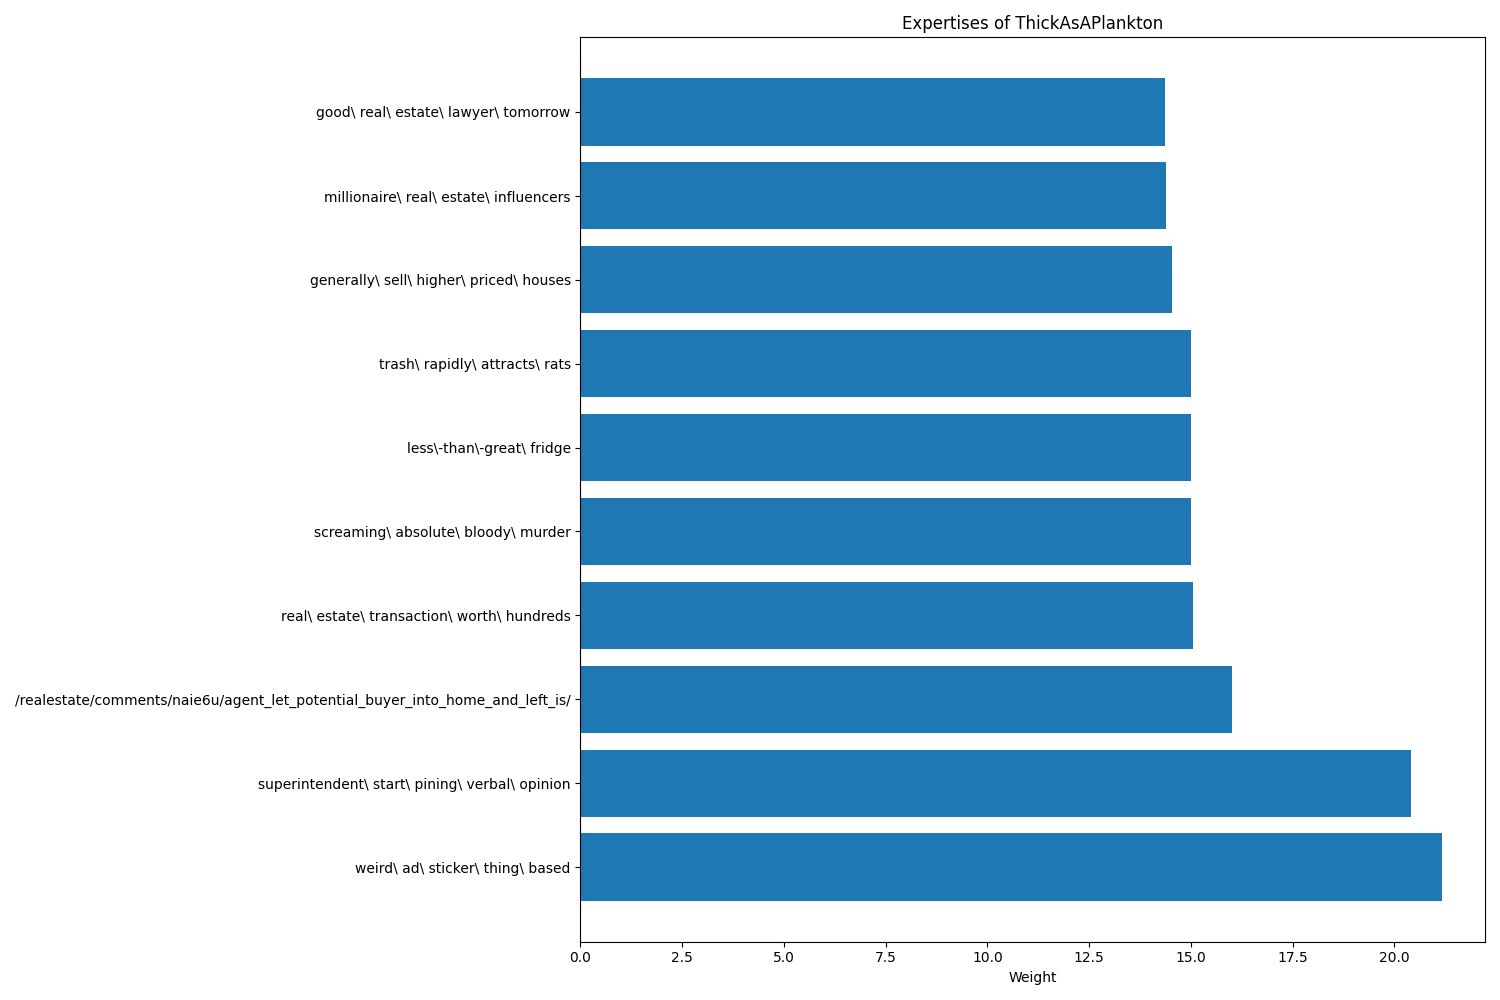 Expertises of ThickAsAPlankton
good\ real\ estate\ lawyer\ tomorrow
millionaire\ real\ estate\ influencers
generally\ sell\ higher\ priced\ houses
trash\ rapidly\ attracts\ rats
less\-than\-great\ fridge
screaming\ absolute\ bloody\ murder
real\ estate\ transaction\ worth\ hundreds
/realestate/comments/naie6u/agent_let_potential_buyer_into_home_and_left_is/
superintendent\ start\ pining\ verbal\ opinion
weird\ ad\ sticker\ thing\ based
0.0 2.5 5.0 7.5 10.0 12.5 15.0 17.5 20.0
Weight